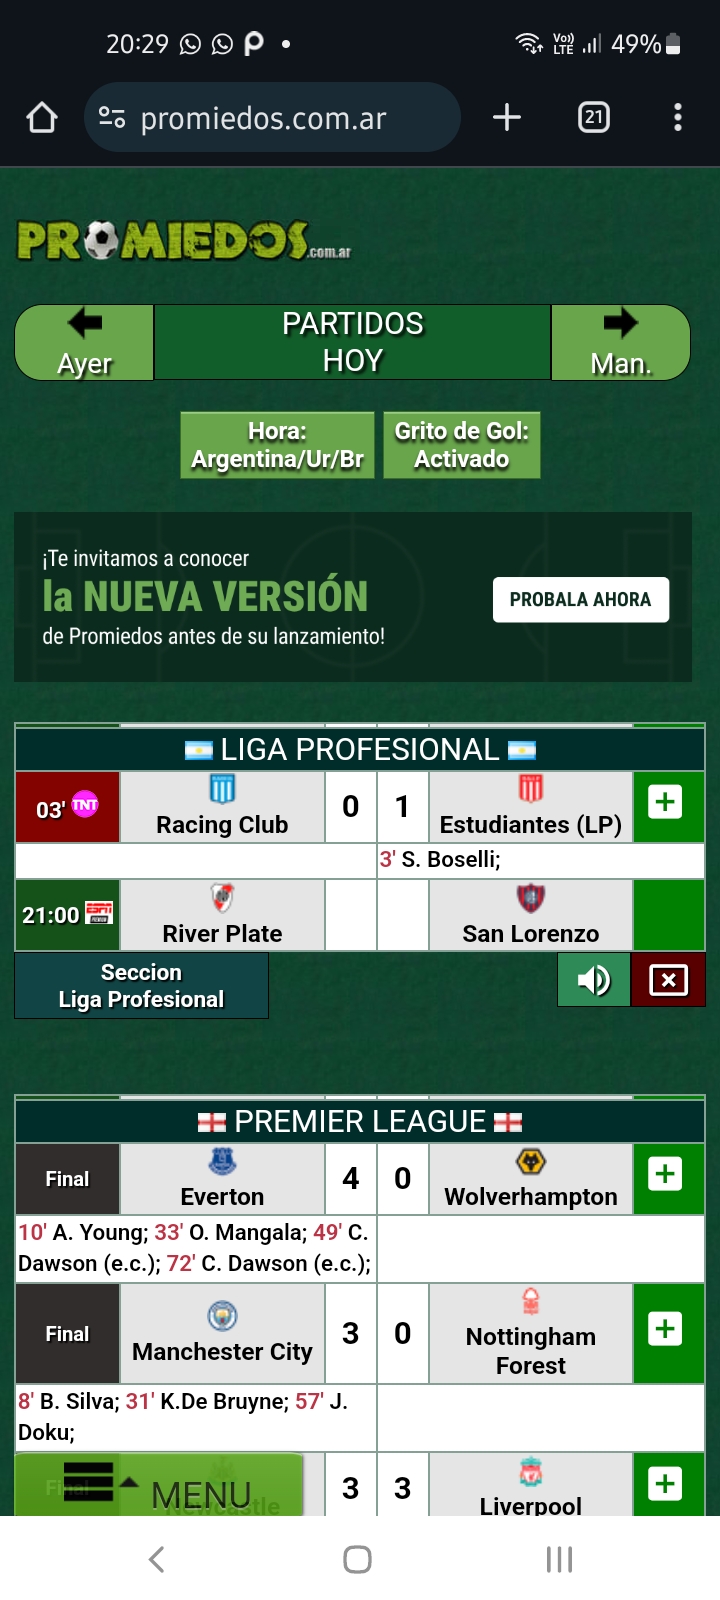 20:29
Vo))
LTE
49%
promiedos.com.ar
21
PROMIEDOS.com.ar
Ayer
PARTIDOS
HOY
Man.
Hora:
Argentina/Ur/Br
Grito de Gol:
Activado
¡Te invitamos a conocer
la NUEVA VERSIÓN
de Promiedos antes de su lanzamiento!
PROBALA AHORA
LIGA PROFESIONAL
03' TNT
Racing Club
0
1
Estudiantes (LP)
3' S. Boselli;
21:00 ESPN PREMIUM
River Plate
San Lorenzo
Seccion
Liga Profesional
PREMIER LEAGUE
Final
Everton
4
0
Wolverhampton
10' A. Young; 33' O. Mangala; 49' C.
Dawson (e.c.); 72' C. Dawson (e.c.);
Final
Manchester City
3
0
Nottingham
Forest
8' B. Silva; 31' K.De Bruyne; 57' J.
Doku;
Final
MENU
Newcastle
3
3
Liverpool